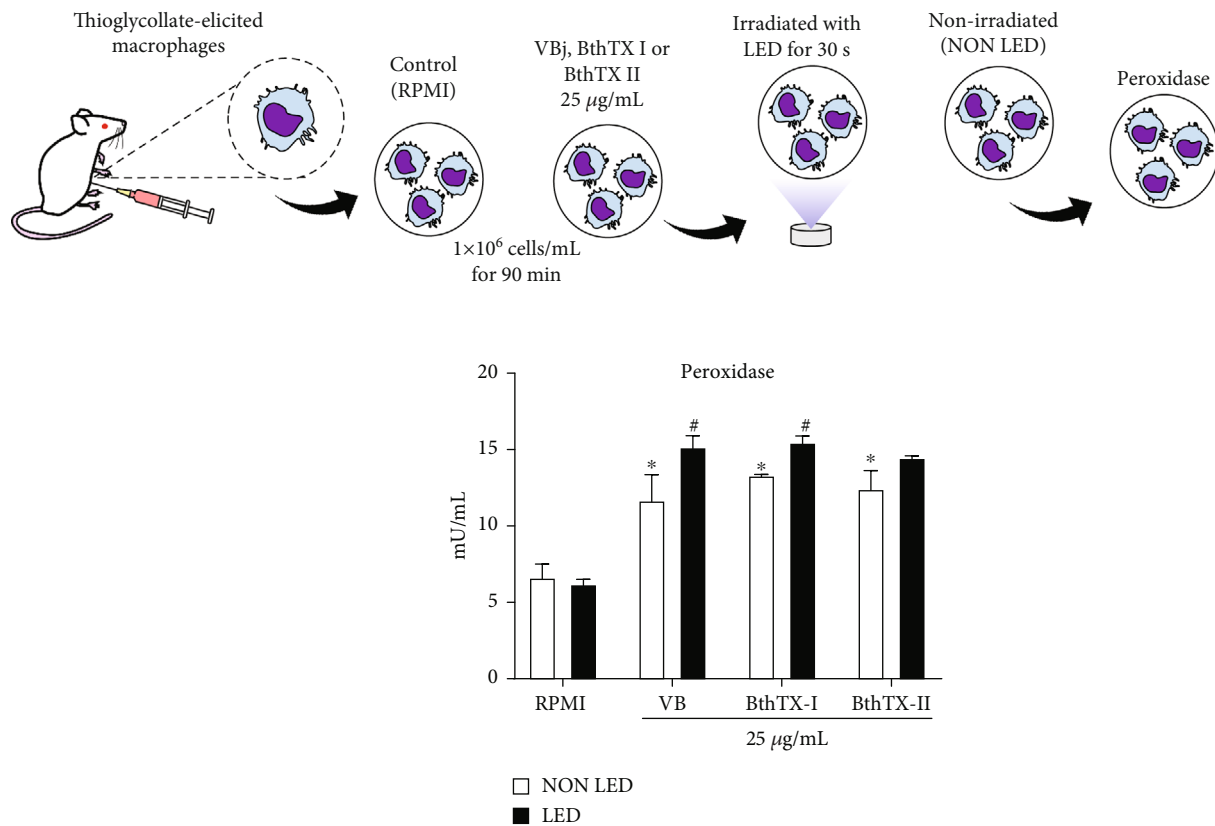 Thioglycollate-elicited
macrophages
Control
(RPMI)
VBj, BthTX I or
BthTX II
25 μg/mL
Irradiated with
LED for 30 s
Non-irradiated
(NON LED)
Peroxidase
1×10⁶ cells/mL
for 90 min
Peroxidase
mU/mL
20
15
10
5
0
* # * # *
RPMI VB BthTX-I BthTX-II
25 μg/mL
NON LED
LED